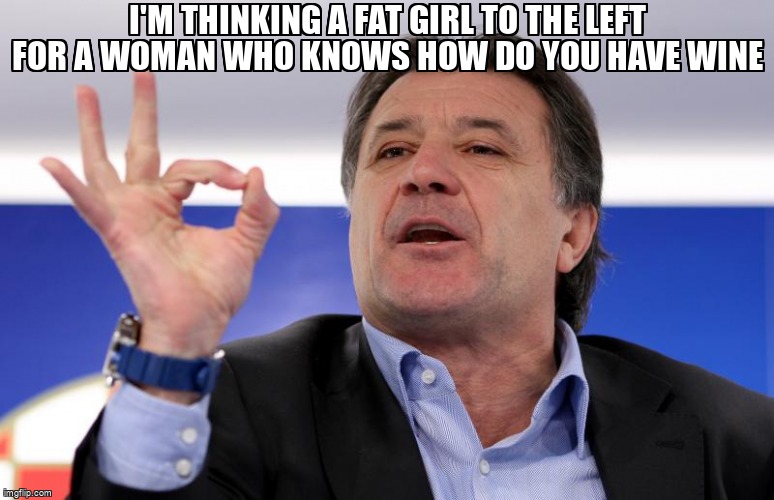 I'M THINKING A FAT GIRL TO THE LEFT
FOR A WOMAN WHO KNOWS HOW DO YOU HAVE WINE
imgflip.com